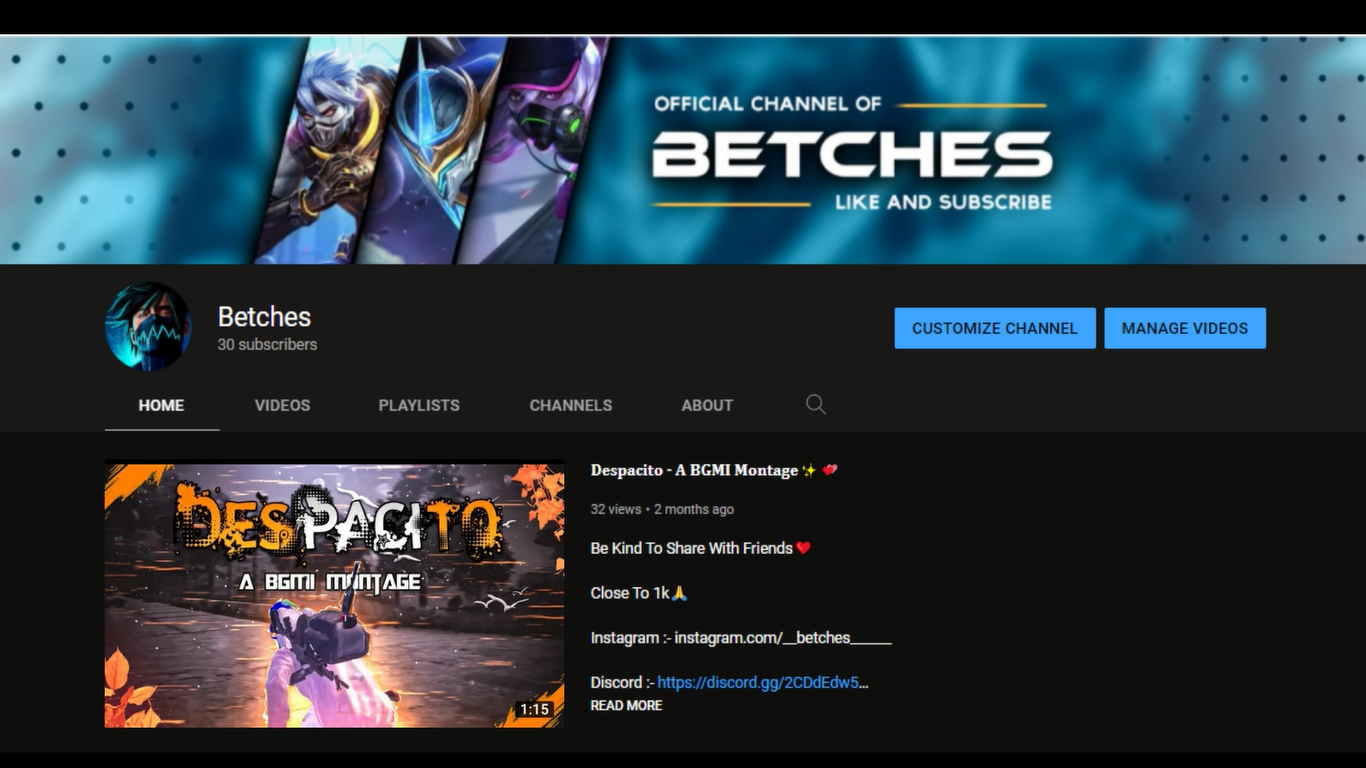 OFFICIAL CHANNEL OF
BETCHES
LIKE AND SUBSCRIBE
Betches
30 subscribers
CUSTOMIZE CHANNEL
MANAGE VIDEOS
HOME
VIDEOS
PLAYLISTS
CHANNELS
ABOUT
DESPACITO
A BGMI MONTAGE
1:15
Despacito - A BGMI Montage✨ 💕
32 views • 2 months ago
Be Kind To Share With Friends❤️
Close To 1k🙏
Instagram :- instagram.com/__betches______
Discord :- https://discord.gg/2CDdEdw5...
READ MORE